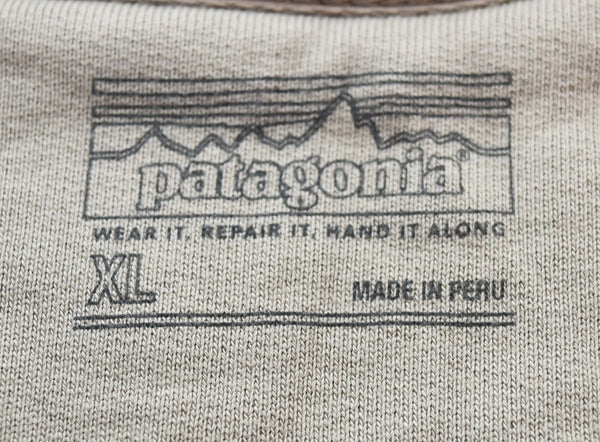 patagonia®
WEAR IT, REPAIR IT, HAND IT ALONG
XL MADE IN PERU